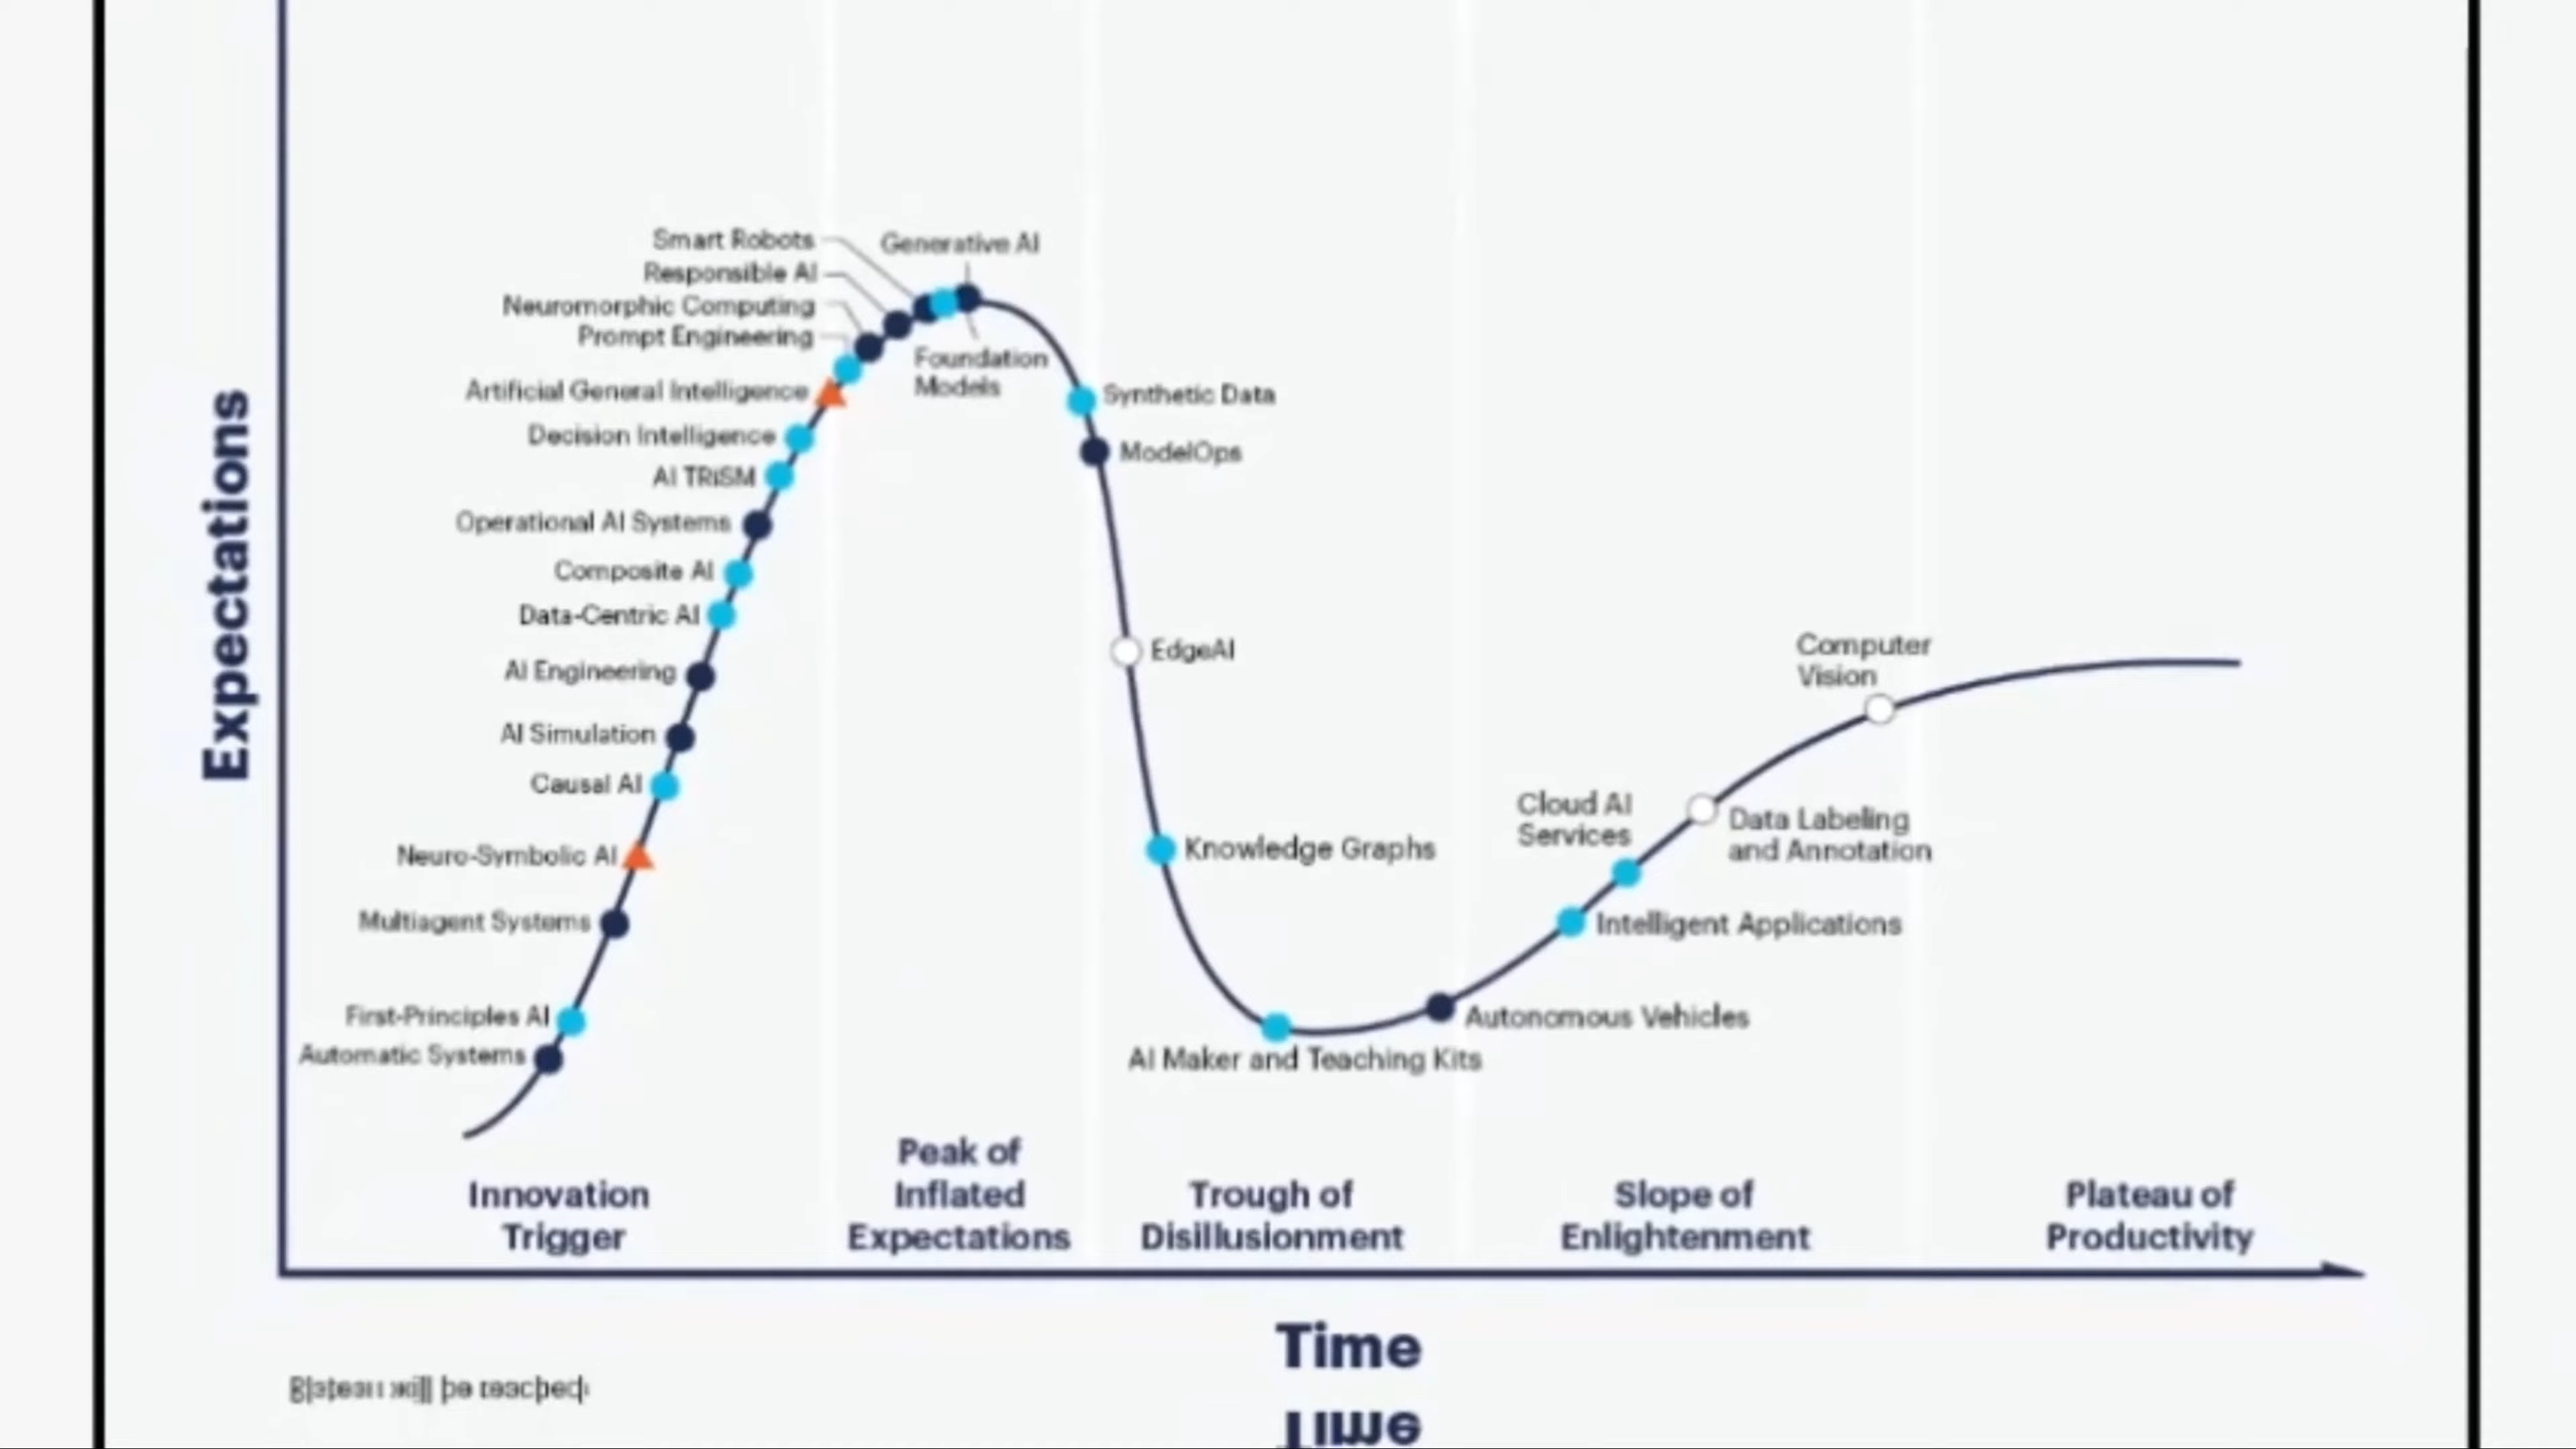 Expectations
Smart Robots
Generative AI
Responsible AI
Neuromorphic Computing
Prompt Engineering
Foundation
Models
Artificial General Intelligence
Synthetic Data
Decision Intelligence
ModelOps
AI TRiSM
Operational AI Systems
Composite AI
Data-Centric AI
EdgeAI
AI Engineering
Computer
Vision
AI Simulation
Causal AI
Cloud AI
Services
Data Labeling
and Annotation
Knowledge Graphs
Neuro-Symbolic AI
Multiagent Systems
Intelligent Applications
First-Principles AI
Autonomous Vehicles
Automatic Systems
AI Maker and Teaching Kits
Innovation
Trigger
Peak of
Inflated
Expectations
Trough of
Disillusionment
Slope of
Enlightenment
Plateau of
Productivity
Time